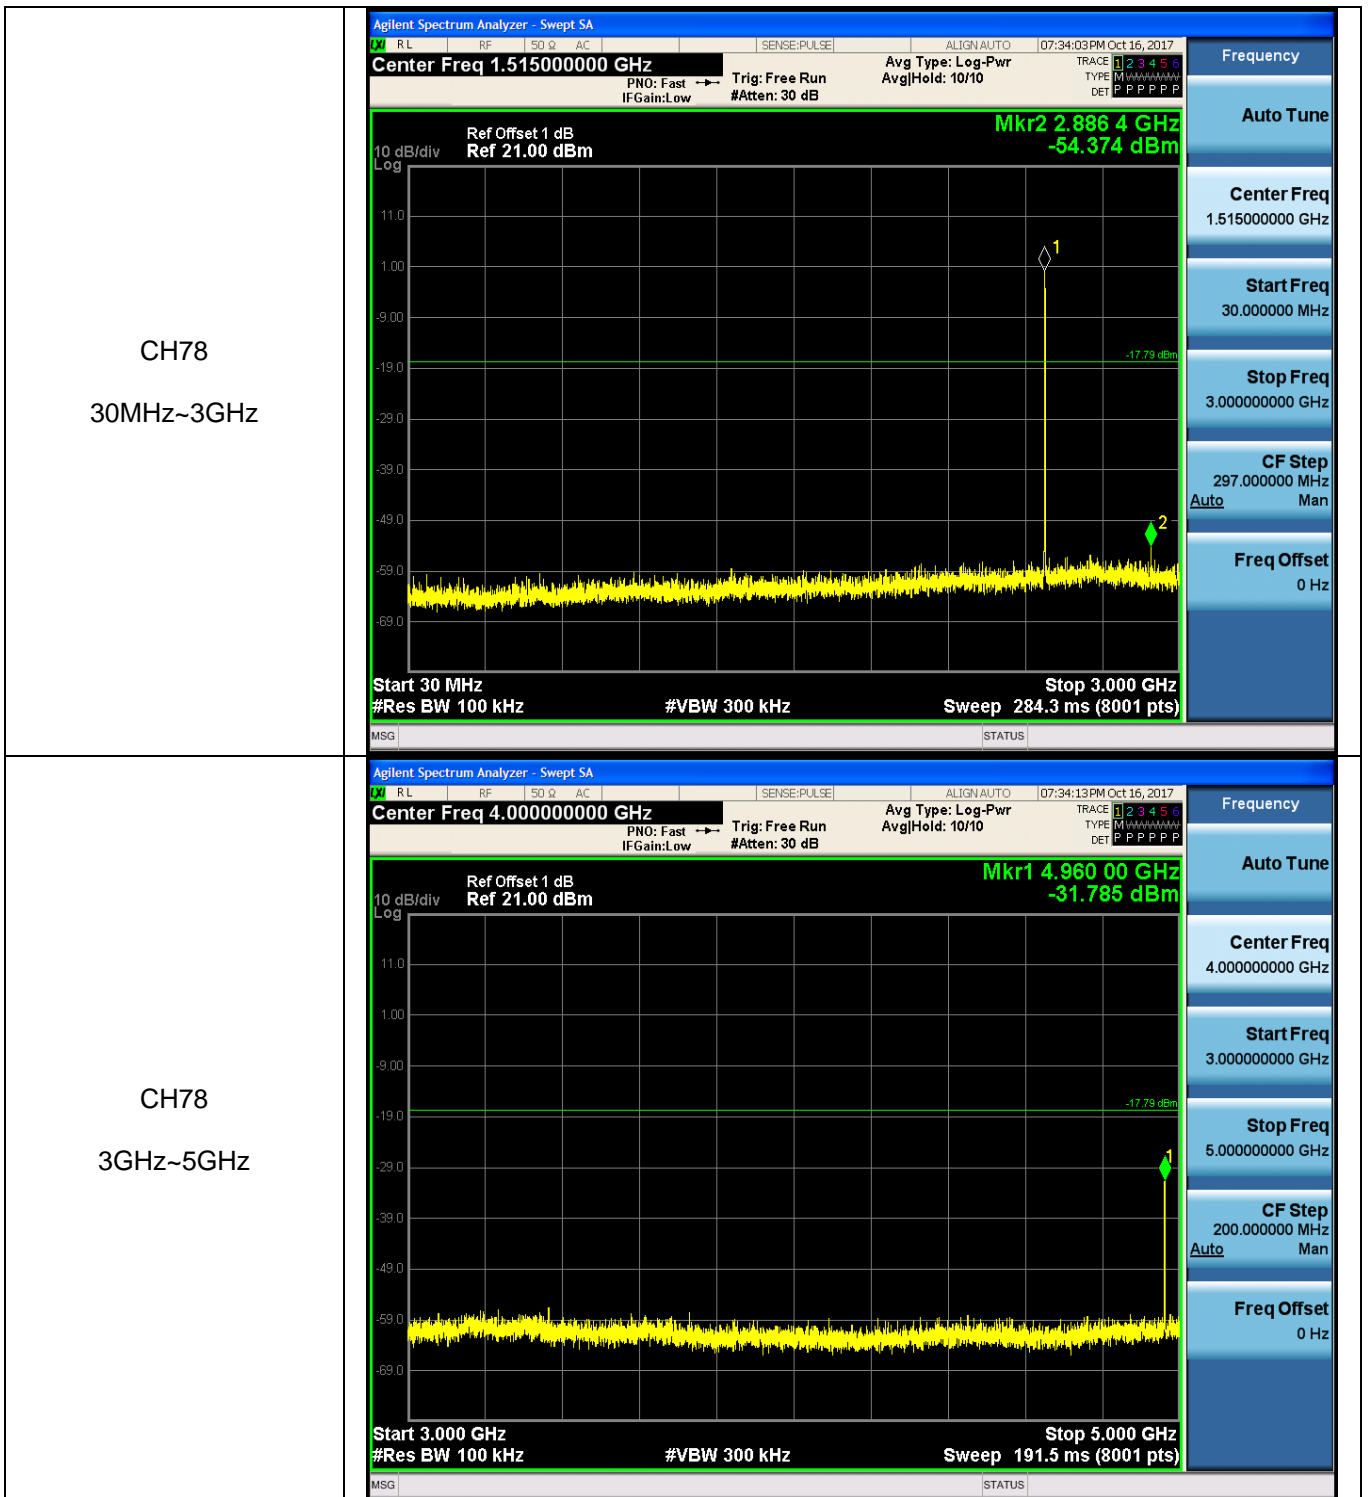 CH78
30MHz~3GHz
Agilent Spectrum Analyzer - Swept SA
LXI RL RF 50 Ω AC SENSE:PULSE ALIGN AUTO 07:34:03 PM Oct 16, 2017
Center Freq 1.515000000 GHz
PNO: Fast
IFGain:Low
Trig: Free Run
#Atten: 30 dB
Avg Type: Log-Pwr
Avg|Hold: 10/10
TRACE 1 2 3 4 5 6
TYPE M WWWWW
DET P P P P P P
Mkr2 2.886 4 GHz
-54.374 dBm
Ref Offset 1 dB
10 dB/div Ref 21.00 dBm
Log
11.0
1.00
-9.00
-19.0
-29.0
-39.0
-49.0
-59.0
-69.0
1
-17.79 dBm
2
Start 30 MHz
Stop 3.000 GHz
#Res BW 100 kHz
#VBW 300 kHz
Sweep 284.3 ms (8001 pts)
MSG
STATUS
Frequency
Auto Tune
Center Freq
1.515000000 GHz
Start Freq
30.000000 MHz
Stop Freq
3.000000000 GHz
CF Step
297.000000 MHz
Auto Man
Freq Offset
0 Hz
CH78
3GHz~5GHz
Agilent Spectrum Analyzer - Swept SA
LXI RL RF 50 Ω AC SENSE:PULSE ALIGN AUTO 07:34:13 PM Oct 16, 2017
Center Freq 4.000000000 GHz
PNO: Fast
IFGain:Low
Trig: Free Run
#Atten: 30 dB
Avg Type: Log-Pwr
Avg|Hold: 10/10
TRACE 1 2 3 4 5 6
TYPE M WWWWW
DET P P P P P P
Mkr1 4.960 00 GHz
-31.785 dBm
Ref Offset 1 dB
10 dB/div Ref 21.00 dBm
Log
11.0
1.00
-9.00
-19.0
-29.0
-39.0
-49.0
-59.0
-69.0
-17.79 dBm
1
Start 3.000 GHz
Stop 5.000 GHz
#Res BW 100 kHz
#VBW 300 kHz
Sweep 191.5 ms (8001 pts)
MSG
STATUS
Frequency
Auto Tune
Center Freq
4.000000000 GHz
Start Freq
3.000000000 GHz
Stop Freq
5.000000000 GHz
CF Step
200.000000 MHz
Auto Man
Freq Offset
0 Hz